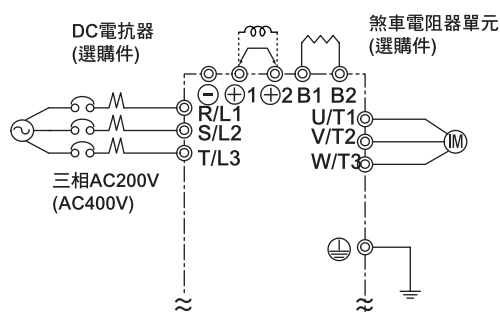 DC電抗器
(選購件)
煞車電阻器單元
(選購件)
⊖ ⊕1 ⊕2 B1 B2
R/L1
S/L2
T/L3
U/T1
V/T2
W/T3
IM
三相AC200V
(AC400V)